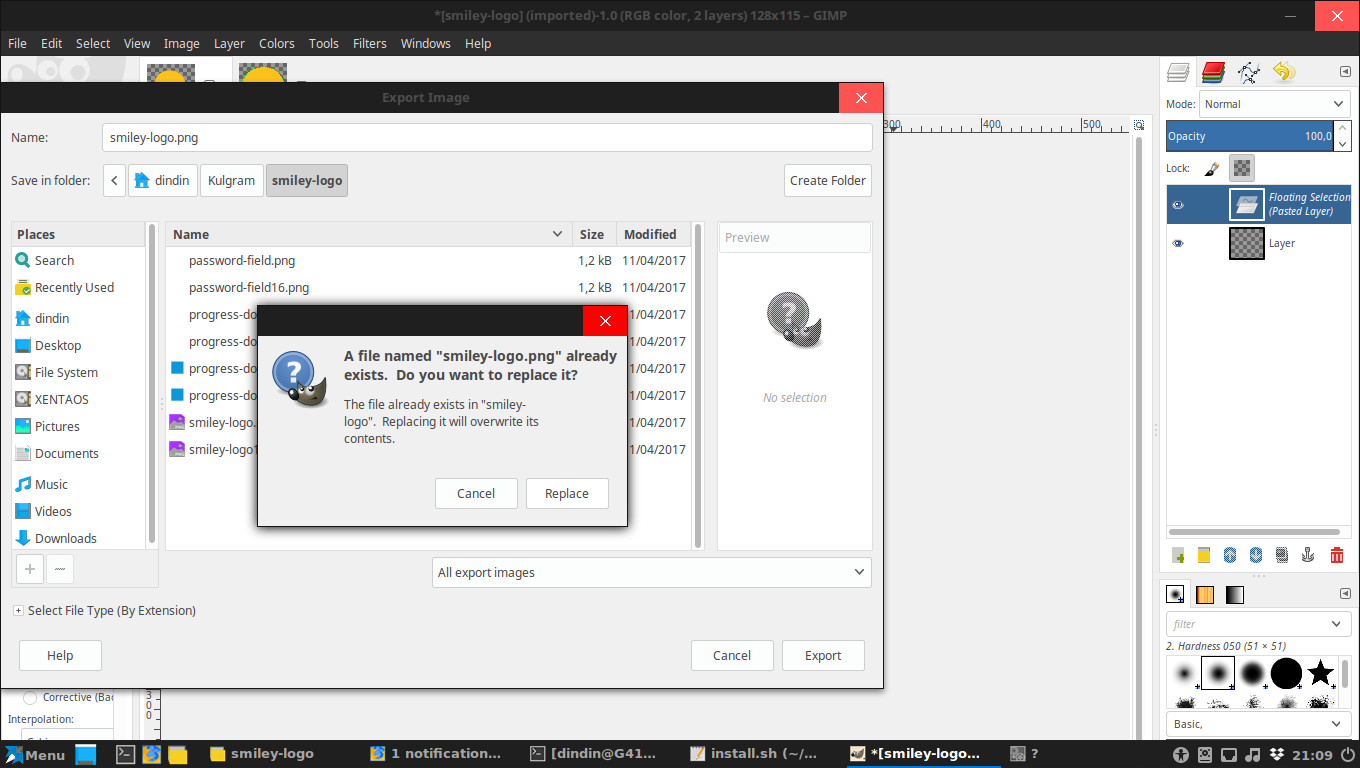 *[smiley-logo] (imported)-1.0 (RGB color, 2 layers) 128x115 – GIMP
File Edit Select View Image Layer Colors Tools Filters Windows Help
Export Image
Name: smiley-logo.png
Save in folder: dindin Kulgram smiley-logo Create Folder
Places
Search
Recently Used
dindin
Desktop
File System
XENTAOS
Pictures
Documents
Music
Videos
Downloads
Name Size Modified
password-field.png 1,2 kB 11/04/2017
password-field16.png 1,2 kB 11/04/2017
progress-do 1/04/2017
progress-do 1/04/2017
progress-do 1/04/2017
progress-do 1/04/2017
smiley-logo. 1/04/2017
smiley-logo1 1/04/2017
Preview
No selection
A file named "smiley-logo.png" already
exists. Do you want to replace it?
The file already exists in "smiley-
logo". Replacing it will overwrite its
contents.
Cancel Replace
All export images
Select File Type (By Extension)
Help Cancel Export
300 400 500
Mode: Normal
Opacity 100,0
Lock:
Floating Selection
(Pasted Layer)
Layer
filter
2. Hardness 050 (51 × 51)
Basic,
Corrective (Bac
Interpolation:
300
Menu smiley-logo 1 notification... [dindin@G41... install.sh (~/... *[smiley-logo... ? 21:09